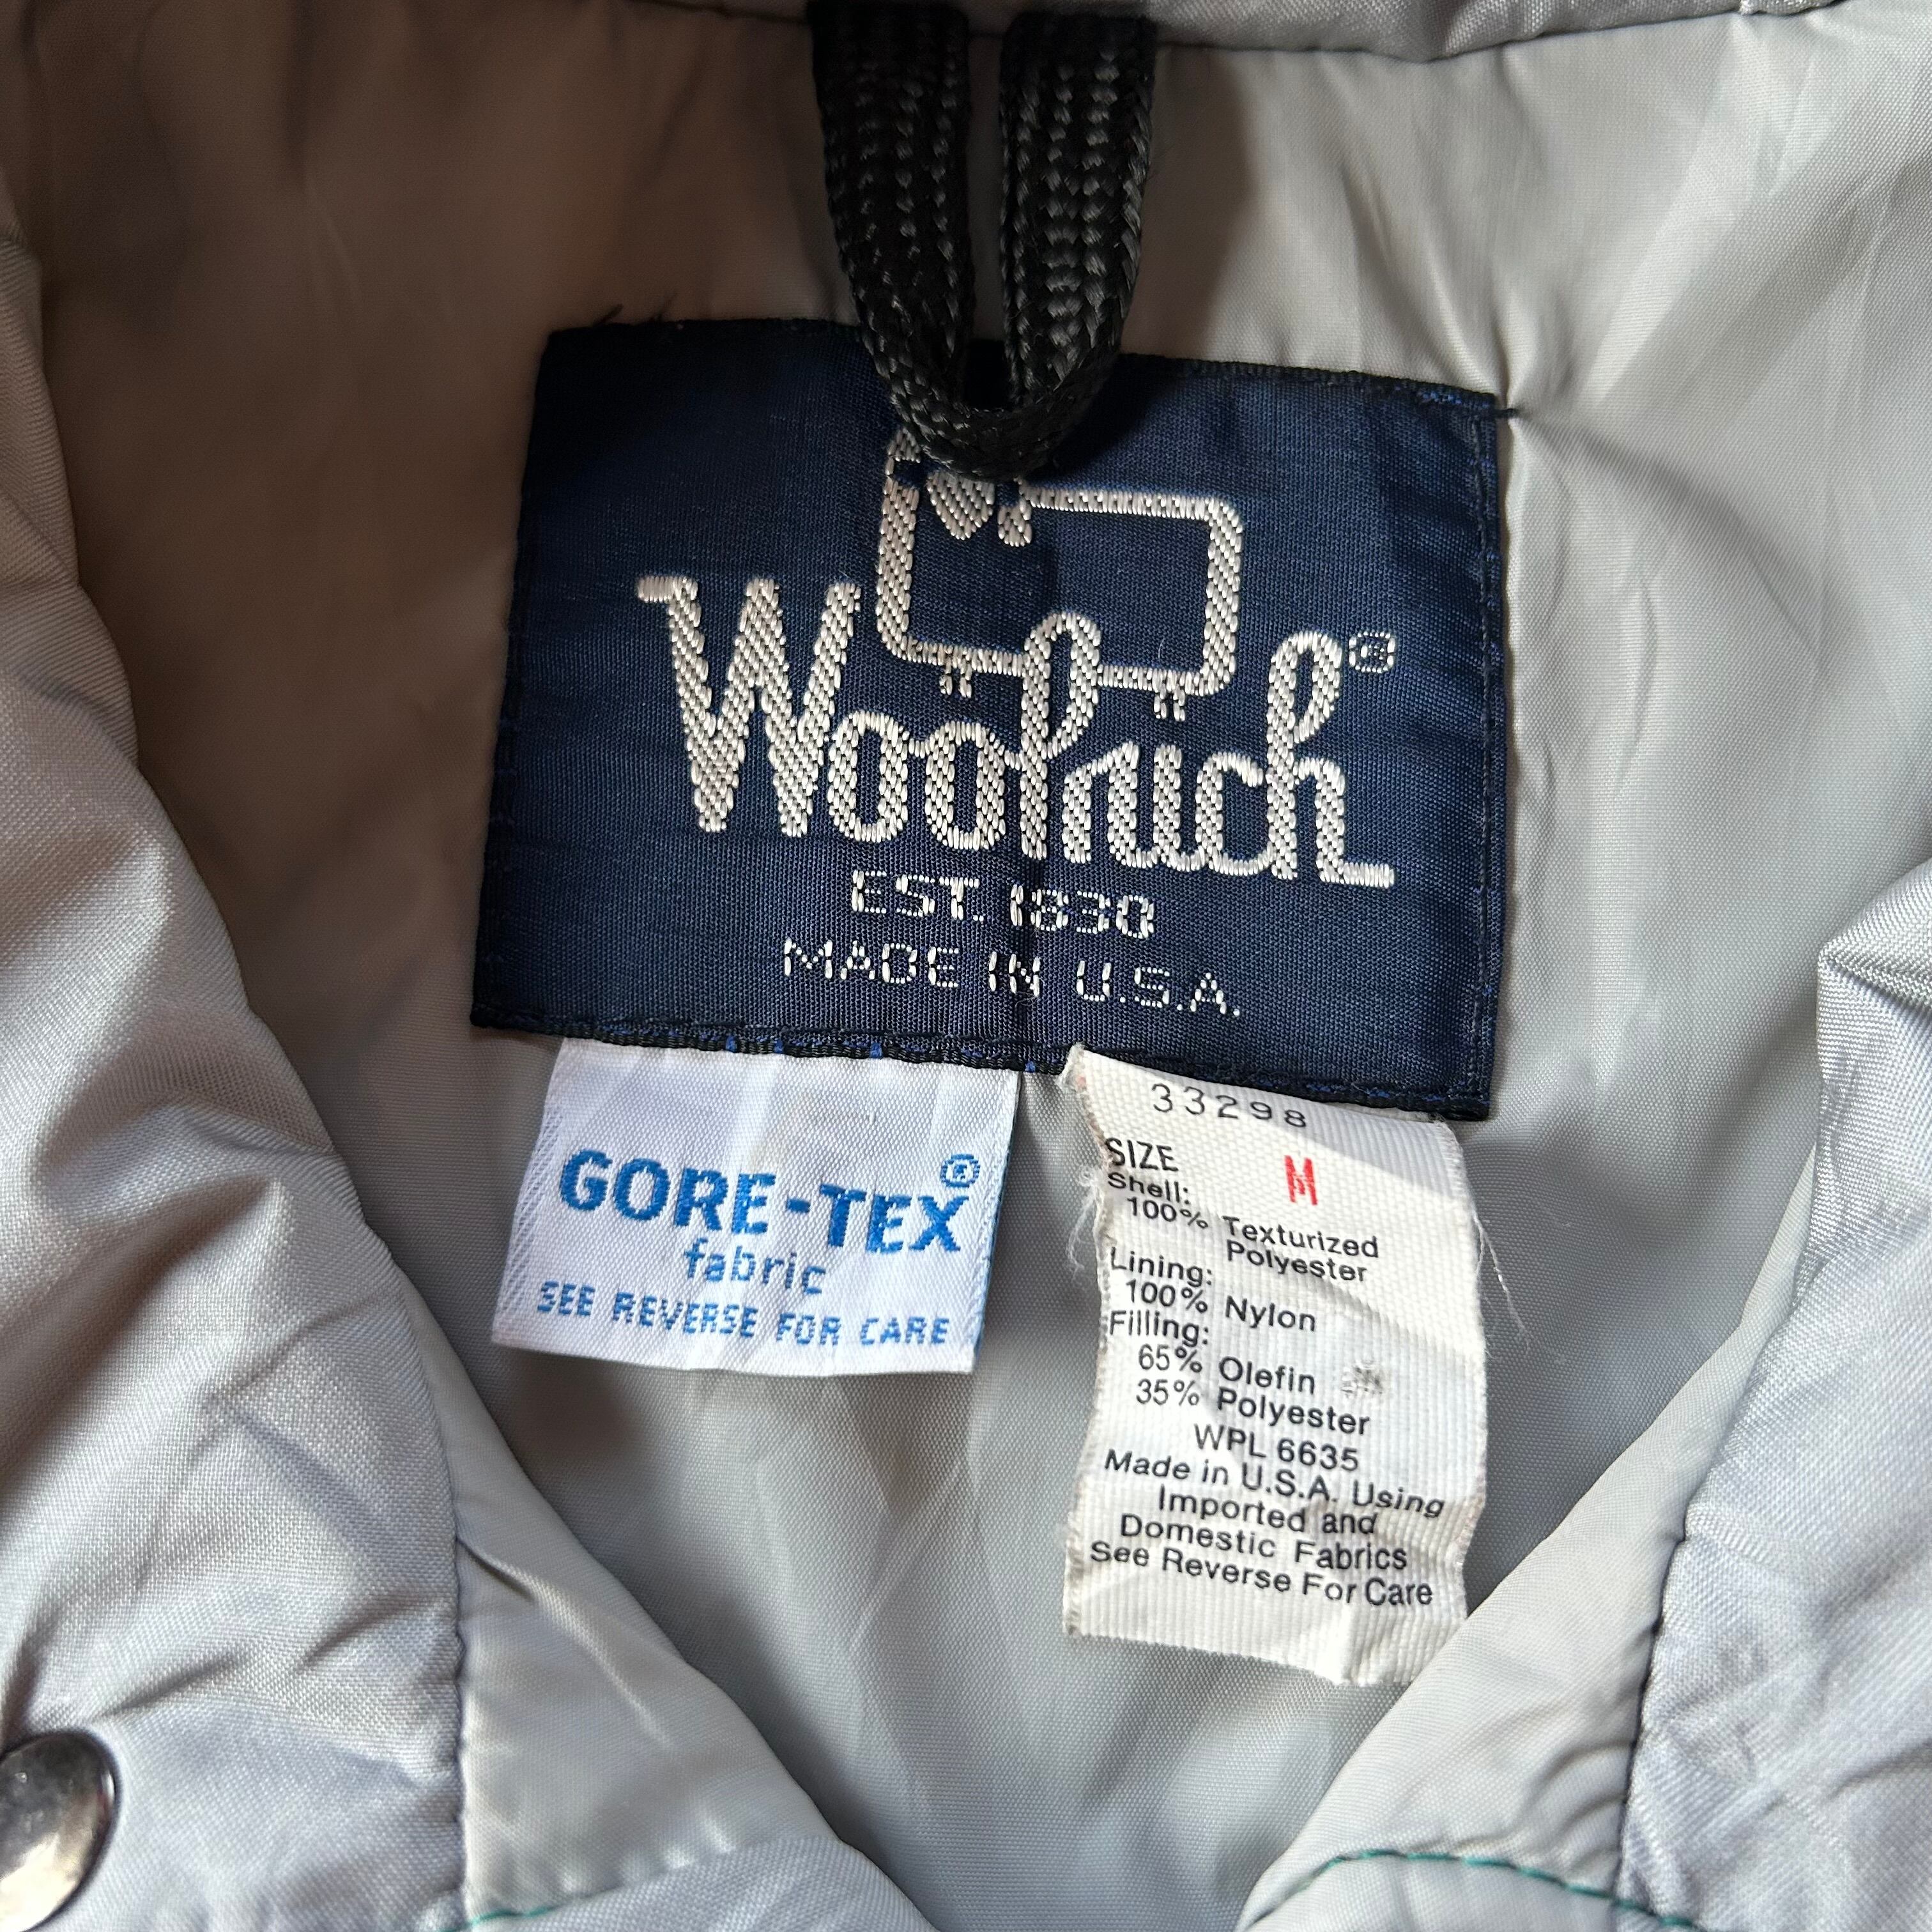 Woolrich®
EST. 1830
MADE IN U.S.A.
GORE-TEX®
fabric
SEE REVERSE FOR CARE
33298
SIZE M
Shell:
100% Texturized
Polyester
Lining:
100% Nylon
Filling:
65% Olefin
35% Polyester
WPL 6635
Made in U.S.A. Using
Imported and
Domestic Fabrics
See Reverse For Care